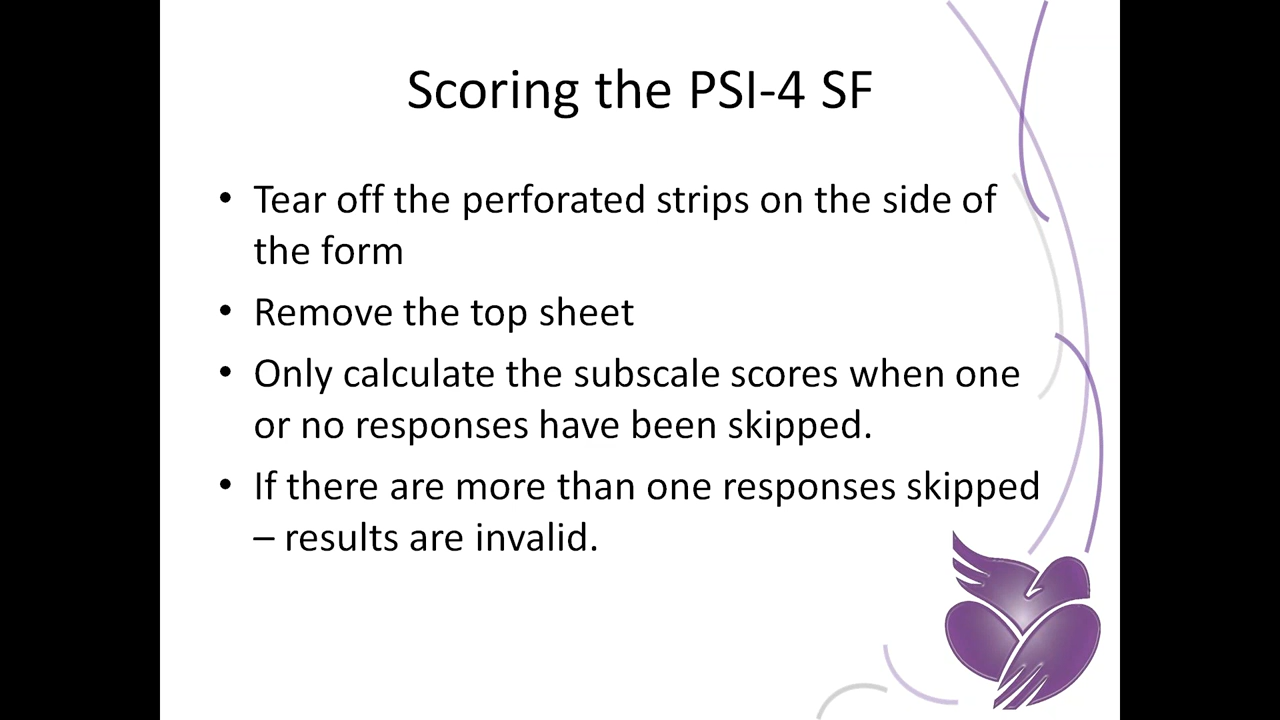 Scoring the PSI-4 SF
• Tear off the perforated strips on the side of
the form
• Remove the top sheet
• Only calculate the subscale scores when one
or no responses have been skipped.
• If there are more than one responses skipped
– results are invalid.